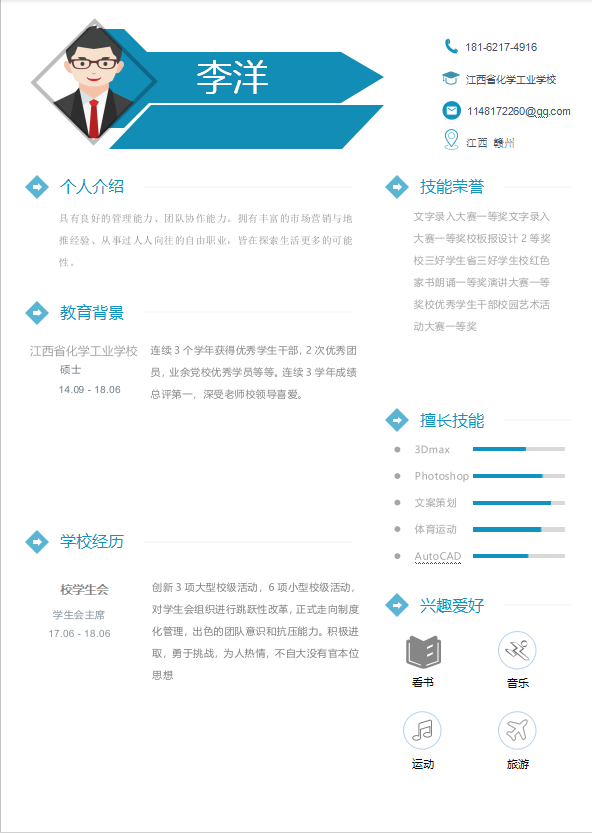 李洋
181-6217-4916
江西省化学工业学校
1148172260@qq.com
江西 赣州
个人介绍
具有良好的管理能力、团队协作能力。拥有丰富的市场营销与地
推经验、从事过人人向往的自由职业，皆在探索生活更多的可能
性。
教育背景
江西省化学工业学校
硕士
14.09 - 18.06
连续 3 个学年获得优秀学生干部，2 次优秀团
员，业余党校优秀学员等等。连续 3 学年成绩
总评第一，深受老师校领导喜爱。
学校经历
校学生会
学生会主席
17.06 - 18.06
创新 3 项大型校级活动，6 项小型校级活动，
对学生会组织进行跳跃性改革，正式走向制度
化管理，出色的团队意识和抗压能力。积极进
取，勇于挑战，为人热情，不自大没有官本位
思想
技能荣誉
文字录入大赛一等奖文字录入
大赛一等奖校板报设计 2 等奖
校三好学生省三好学生校红色
家书朗诵一等奖演讲大赛一等
奖校优秀学生干部校园艺术活
动大赛一等奖
擅长技能
3Dmax
Photoshop
文案策划
体育运动
AutoCAD
兴趣爱好
看书
音乐
运动
旅游